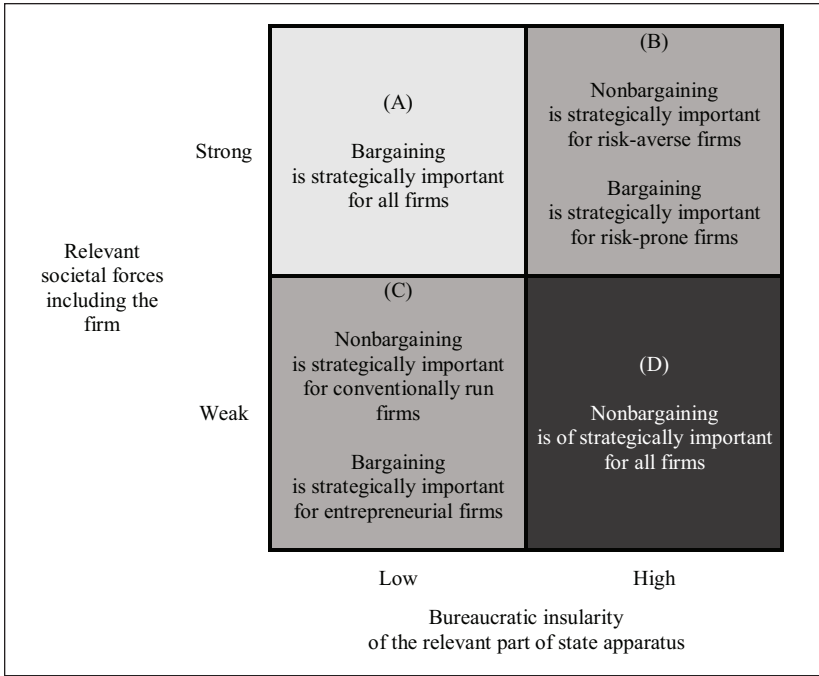 (A)
Bargaining
is strategically important
for all firms
(B)
Nonbargaining
is strategically important
for risk-averse firms
Bargaining
is strategically important
for risk-prone firms
Strong
Relevant
societal forces
including the
firm
(C)
Nonbargaining
is strategically important
for conventionally run
firms
Bargaining
is strategically important
for entrepreneurial firms
(D)
Nonbargaining
is of strategically important
for all firms
Weak
Low
High
Bureaucratic insularity
of the relevant part of state apparatus